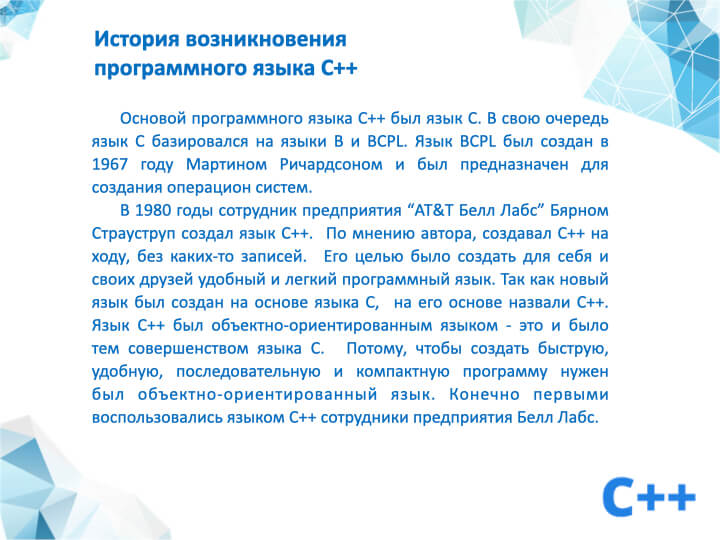 История возникновения
программного языка С++
Основой программного языка С++ был язык С. В свою очередь
язык С базировался на языки В и BCPL. Язык BCPL был создан в
1967 году Мартином Ричардсоном и был предназначен для
создания операцион систем.
В 1980 годы сотрудник предприятия “AT&T Белл Лабс” Бярном
Страуструп создал язык С++. По мнению автора, создавал С++ на
ходу, без каких-то записей. Его целью было создать для себя и
своих друзей удобный и легкий программный язык. Так как новый
язык был создан на основе языка С, на его основе назвали С++.
Язык С++ был объектно-ориентированным языком - это и было
тем совершенством языка С. Потому, чтобы создать быструю,
удобную, последовательную и компактную программу нужен
был объектно-ориентированный язык. Конечно первыми
воспользовались языком С++ сотрудники предприятия Белл Лабс.
C++